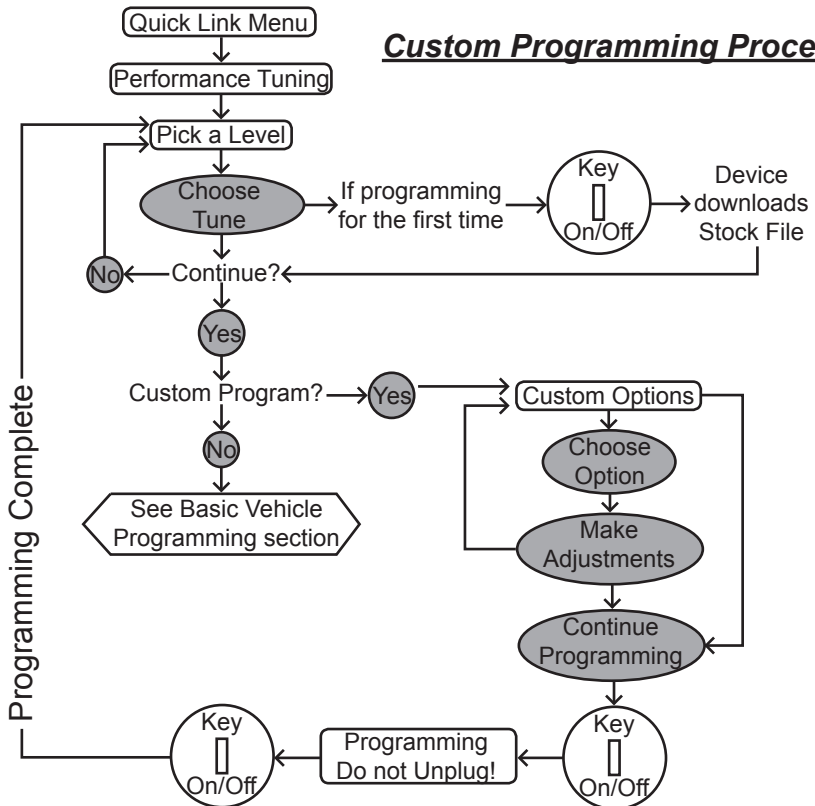 Quick Link Menu
Custom Programming Proce
Performance Tuning
Pick a Level
Choose
Tune
If programming
for the first time
Key
On/Off
Device
downloads
Stock File
No
Continue?
Yes
Custom Program?
Yes
Custom Options
No
Choose
Option
See Basic Vehicle
Programming section
Make
Adjustments
Continue
Programming
Programming Complete
Key
On/Off
Programming
Do not Unplug!
Key
On/Off